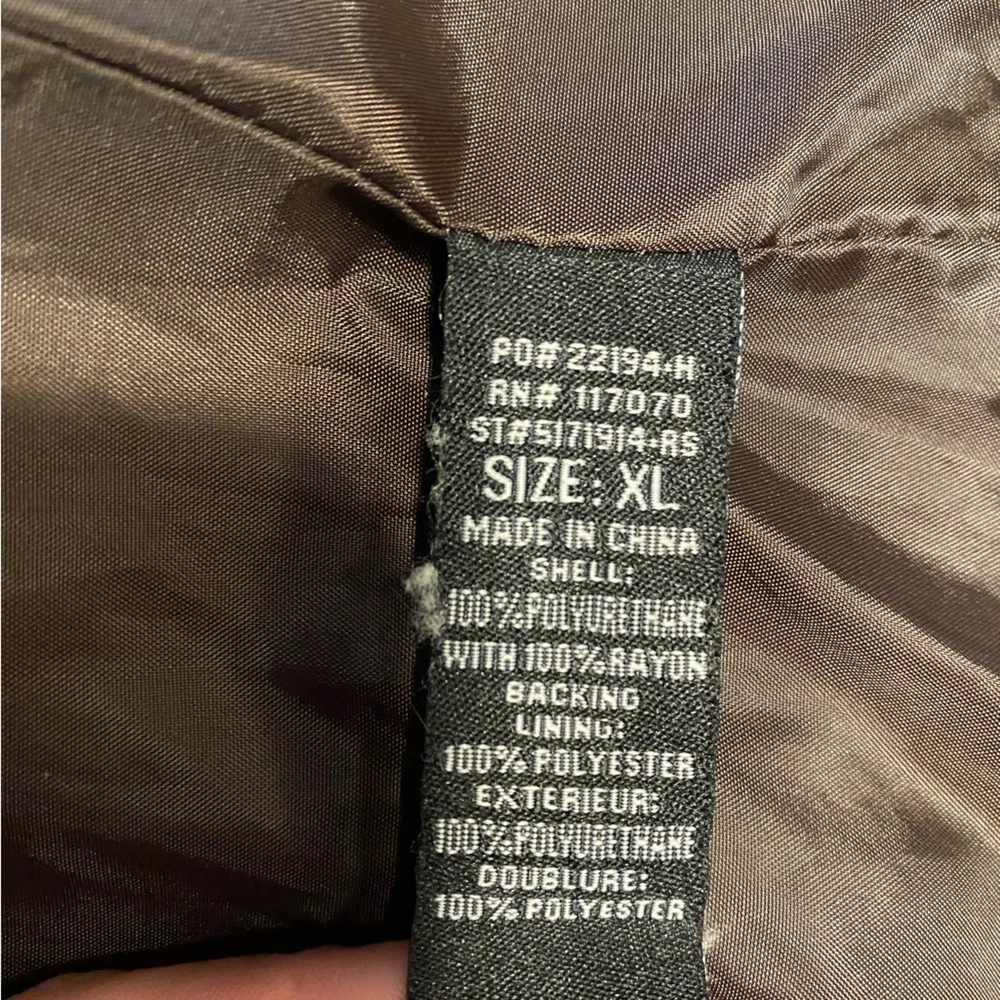 PO# 22194-H
RN# 117070
ST#5171914-RS
SIZE: XL
MADE IN CHINA
SHELL:
100%POLYURETHANE
WITH 100%RAYON
BACKING
LINING:
100% POLYESTER
EXTERIEUR:
100%POLYURETHANE
DOUBLURE:
100% POLYESTER